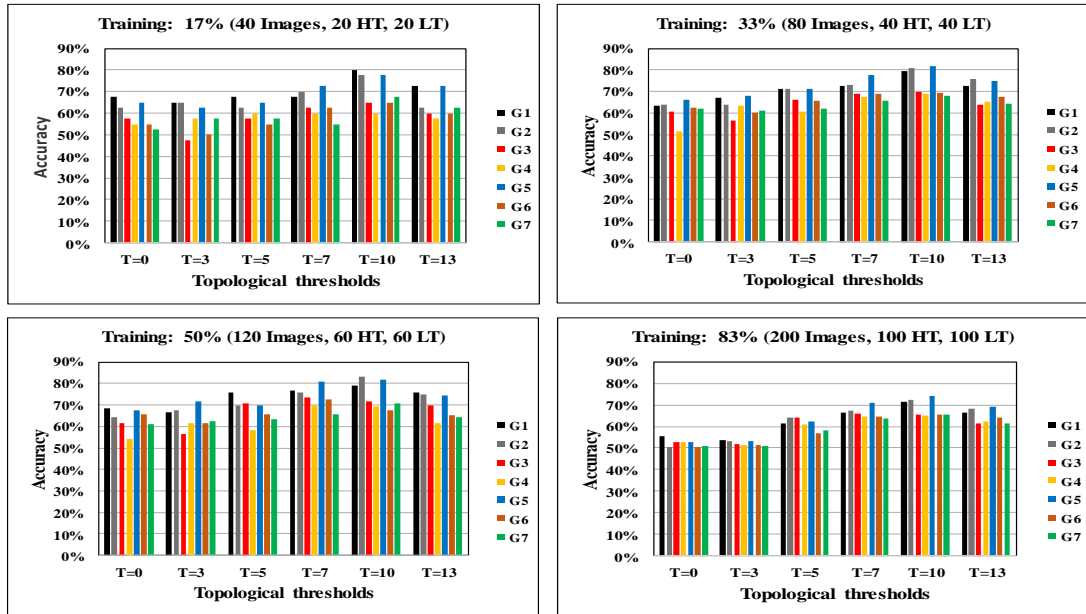 Training: 17% (40 Images, 20 HT, 20 LT)
90%
80%
70%
60%
50%
40%
30%
20%
10%
0%
Accuracy
T=0 T=3 T=5 T=7 T=10 T=13
Topological thresholds
G1
G2
G3
G4
G5
G6
G7
Training: 33% (80 Images, 40 HT, 40 LT)
90%
80%
70%
60%
50%
40%
30%
20%
10%
0%
Accuracy
T=0 T=3 T=5 T=7 T=10 T=13
Topological thresholds
G1
G2
G3
G4
G5
G6
G7
Training: 50% (120 Images, 60 HT, 60 LT)
90%
80%
70%
60%
50%
40%
30%
20%
10%
0%
Accuracy
T=0 T=3 T=5 T=7 T=10 T=13
Topological thresholds
G1
G2
G3
G4
G5
G6
G7
Training: 83% (200 Images, 100 HT, 100 LT)
90%
80%
70%
60%
50%
40%
30%
20%
10%
0%
Accuracy
T=0 T=3 T=5 T=7 T=10 T=13
Topological thresholds
G1
G2
G3
G4
G5
G6
G7